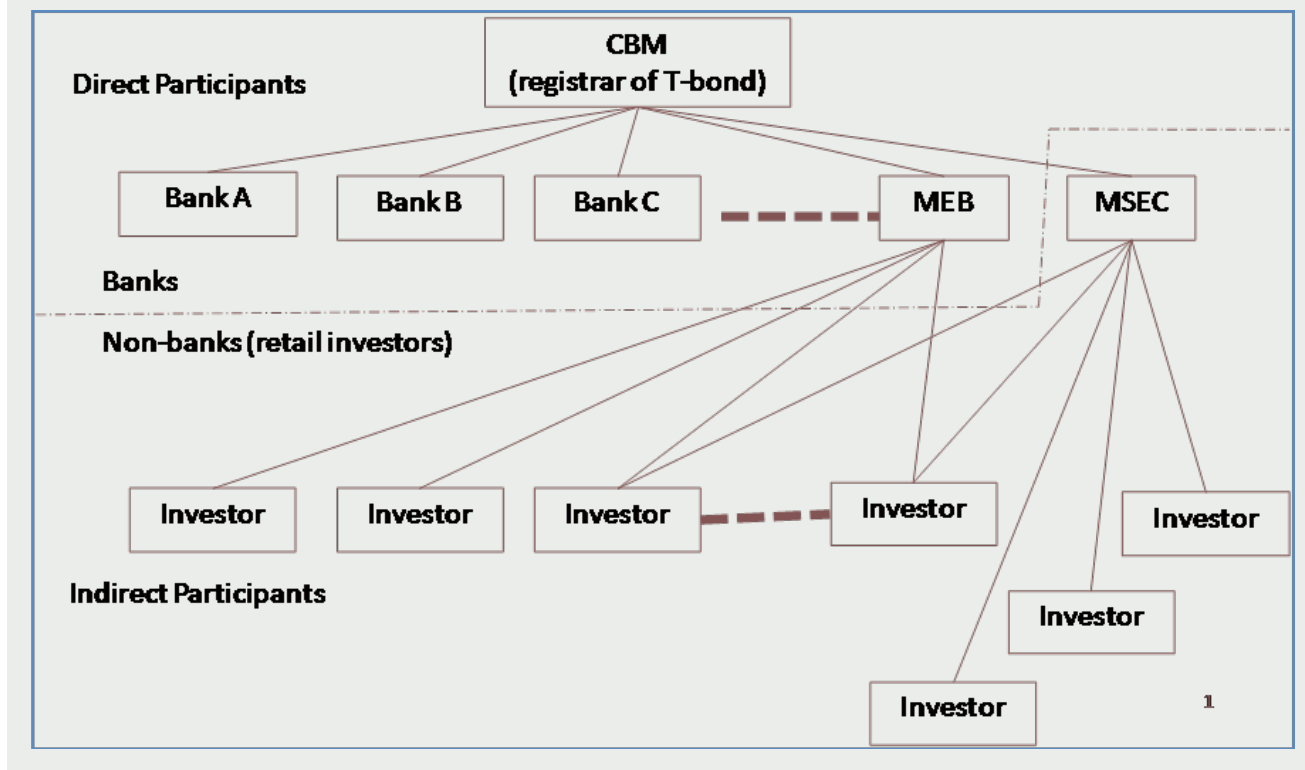 CBM
(registrar of T-bond)
Direct Participants
Bank A
Bank B
Bank C
MEB
MSEC
Banks
Non-banks (retail investors)
Investor
Investor
Investor
Investor
Investor
Indirect Participants
Investor
Investor
1